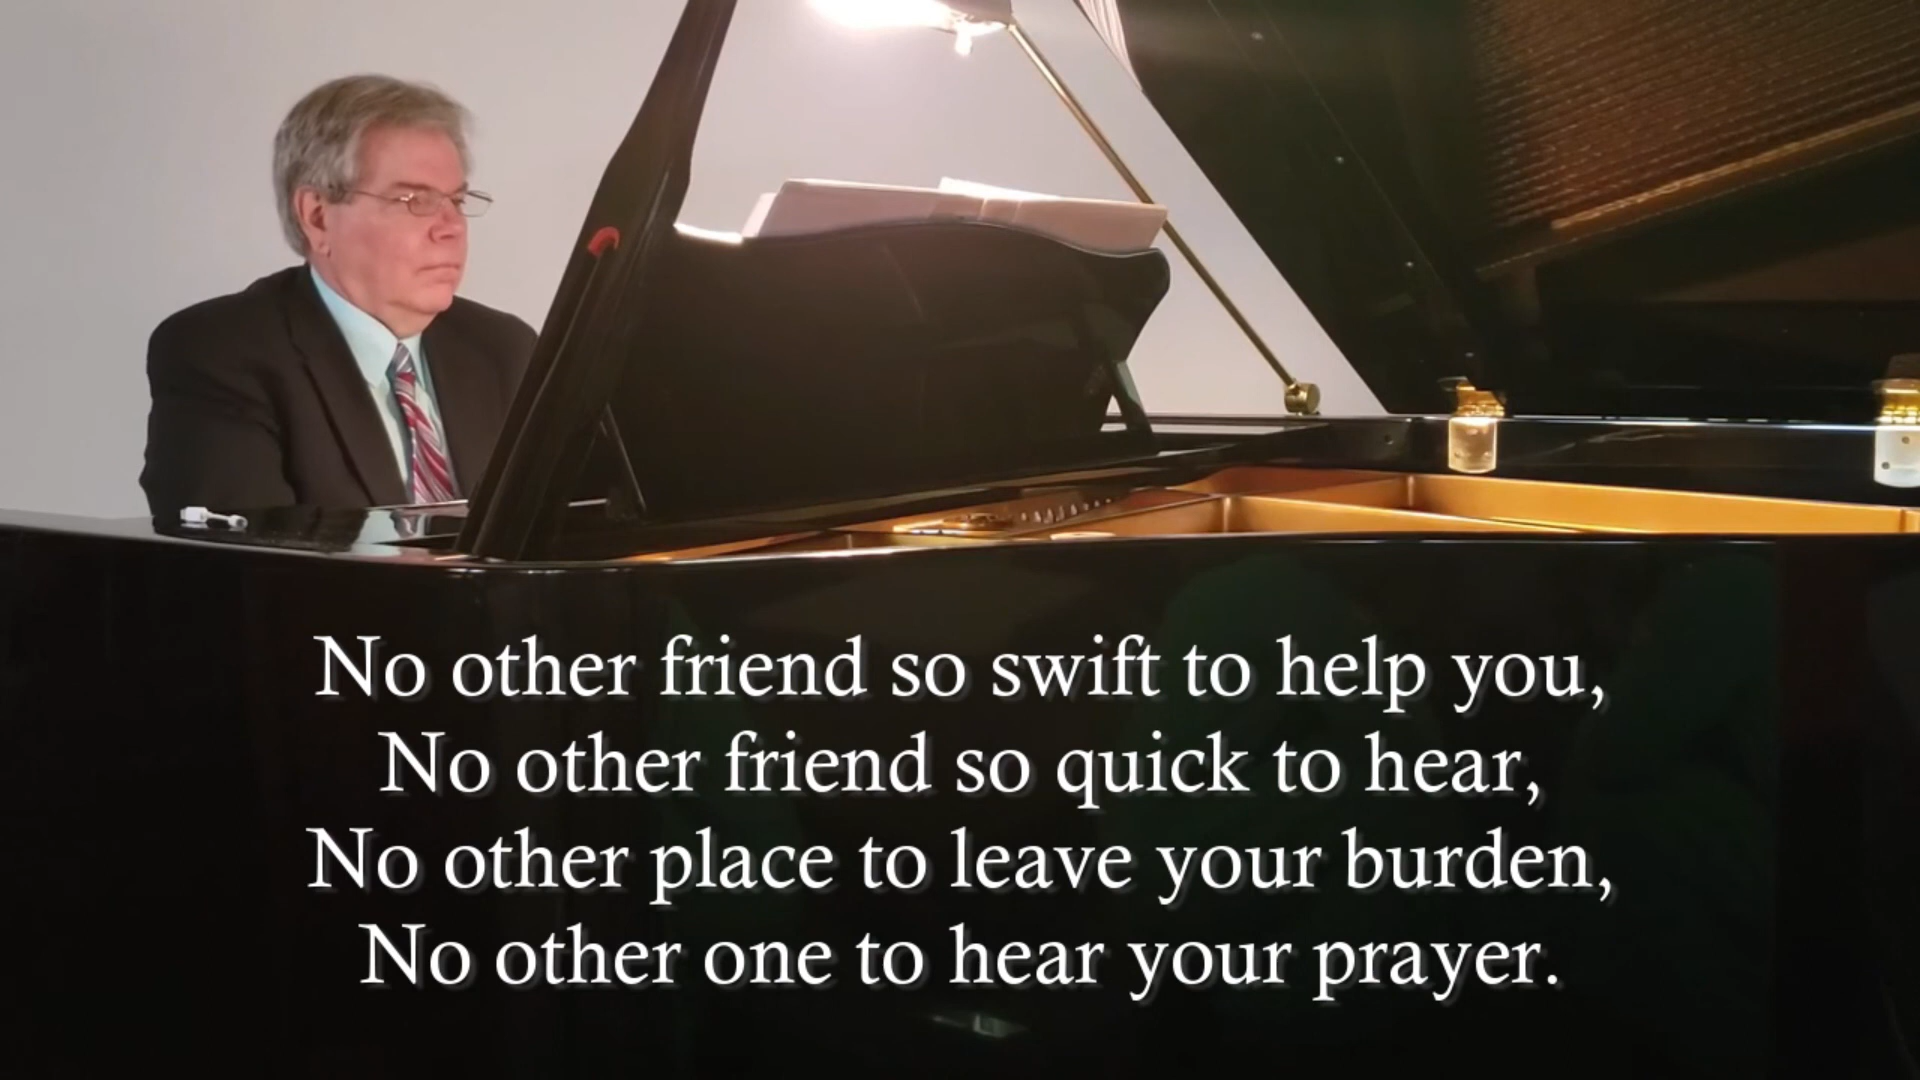 No other friend so swift to help you,
No other friend so quick to hear,
No other place to leave your burden,
No other one to hear your prayer.